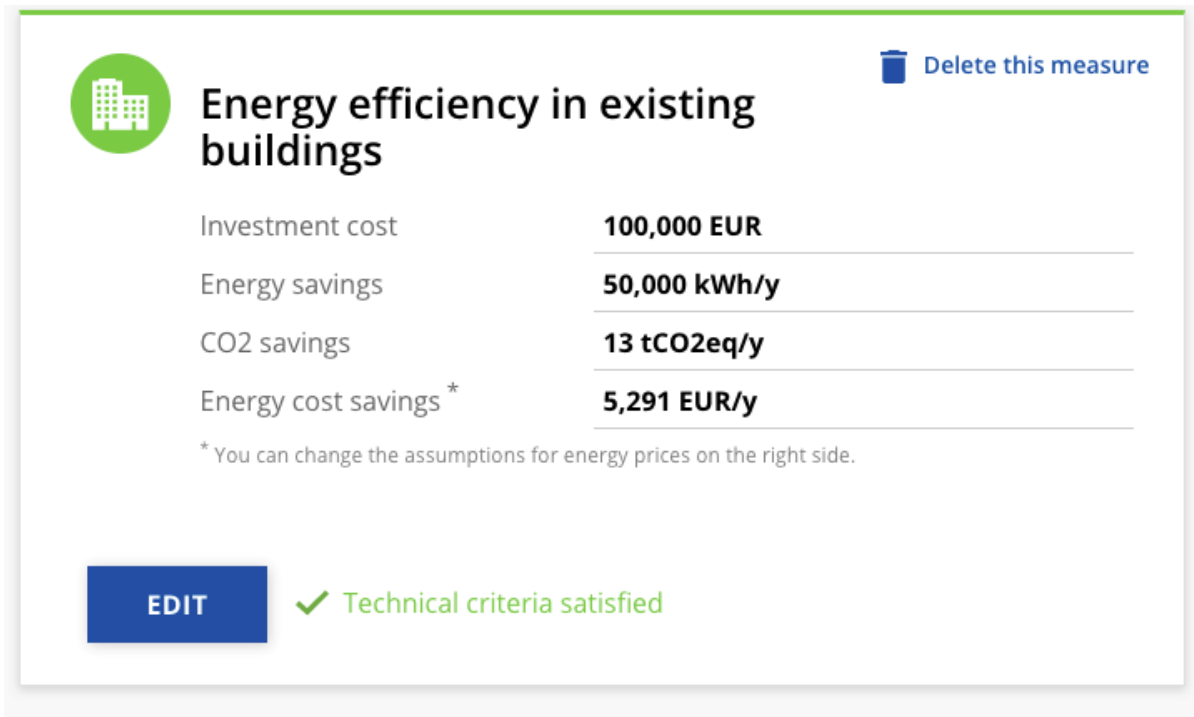 Delete this measure
Energy efficiency in existing
buildings
Investment cost 100,000 EUR
Energy savings 50,000 kWh/y
CO2 savings 13 tCO2eq/y
Energy cost savings * 5,291 EUR/y
* You can change the assumptions for energy prices on the right side.
EDIT Technical criteria satisfied